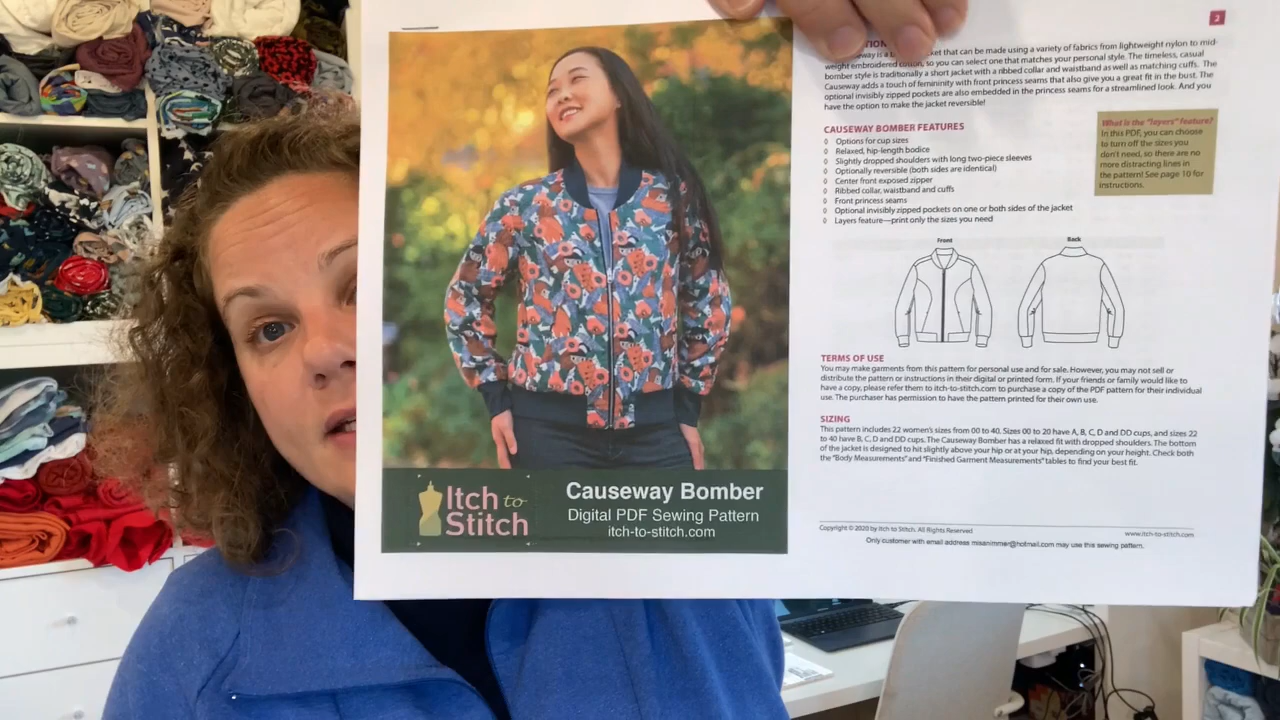 Itch to
Stitch
Causeway Bomber
Digital PDF Sewing Pattern
itch-to-stitch.com
2
jacket that can be made using a variety of fabrics from lightweight nylon to mid-
weight embroidered cotton, so you can select one that matches your personal style. The timeless, casual
bomber style is traditionally a short jacket with a ribbed collar and waistband as well as matching cuffs. The
Causeway adds a touch of femininity with front princess seams that also give you a great fit in the bust. The
optional invisibly zipped pockets are also embedded in the princess seams for a streamlined look. And you
have the option to make the jacket reversible!
CAUSEWAY BOMBER FEATURES
◊ Options for cup sizes
◊ Relaxed, hip-length bodice
◊ Slightly dropped shoulders with long two-piece sleeves
◊ Optionally reversible (both sides are identical)
◊ Center front exposed zipper
◊ Ribbed collar, waistband and cuffs
◊ Front princess seams
◊ Optional invisibly zipped pockets on one or both sides of the jacket
◊ Layers feature—print only the sizes you need
What is the "layers" feature?
In this PDF, you can choose
to turn off the sizes you
don't need, so there are no
more distracting lines in
the pattern! See page 10 for
instructions.
Front
Back
TERMS OF USE
You may make garments from this pattern for personal use and for sale. However, you may not sell or
distribute the pattern or instructions in their digital or printed form. If your friends or family would like to
have a copy, please refer them to itch-to-stitch.com to purchase a copy of the PDF pattern for their individual
use. The purchaser has permission to have the pattern printed for their own use.
SIZING
This pattern includes 22 women's sizes from 00 to 40. Sizes 00 to 20 have A, B, C, D and DD cups, and sizes 22
to 40 have B, C, D and DD cups. The Causeway Bomber has a relaxed fit with dropped shoulders. The bottom
of the jacket is designed to hit slightly above your hip or at your hip, depending on your height. Check both
the "Body Measurements" and "Finished Garment Measurements" tables to find your best fit.
Copyright © 2020 by Itch to Stitch. All Rights Reserved.
www.itch-to-stitch.com
Only customer with email address misanimmer@hotmail.com may use this sewing pattern.